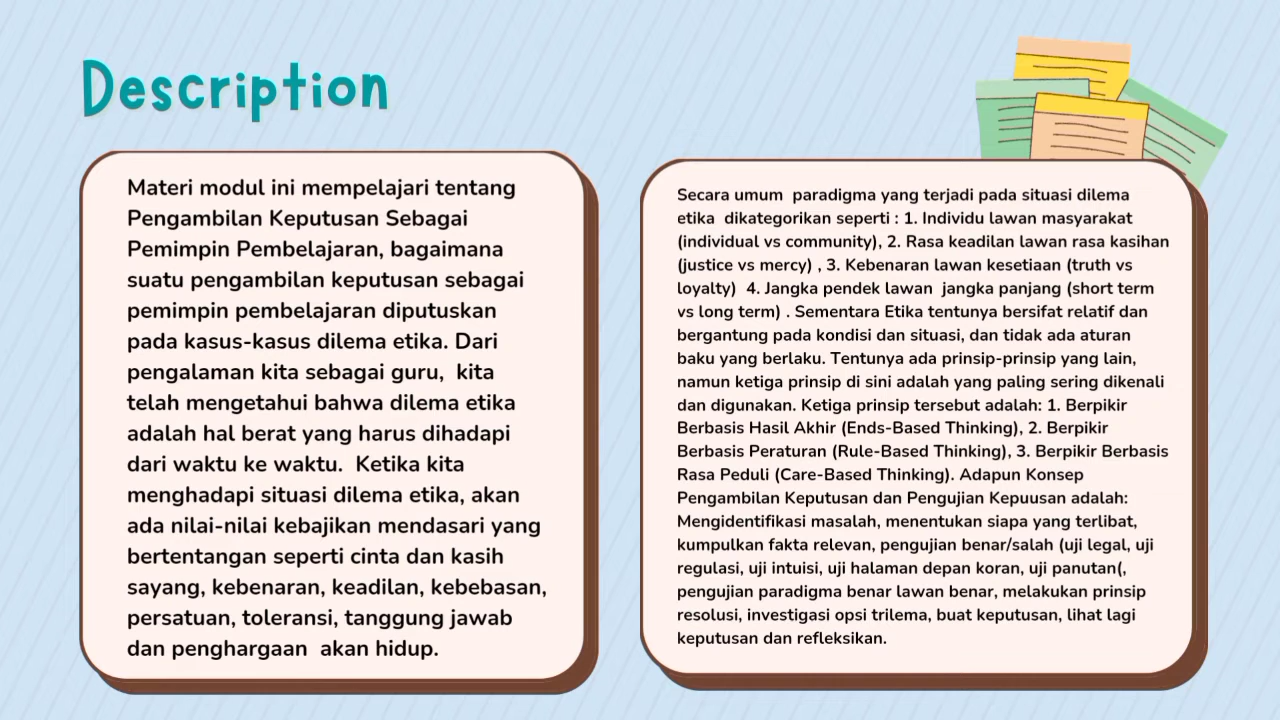 Description
Materi modul ini mempelajari tentang
Pengambilan Keputusan Sebagai
Pemimpin Pembelajaran, bagaimana
suatu pengambilan keputusan sebagai
pemimpin pembelajaran diputuskan
pada kasus-kasus dilema etika. Dari
pengalaman kita sebagai guru,  kita
telah mengetahui bahwa dilema etika
adalah hal berat yang harus dihadapi
dari waktu ke waktu.  Ketika kita
menghadapi situasi dilema etika, akan
ada nilai-nilai kebajikan mendasari yang
bertentangan seperti cinta dan kasih
sayang, kebenaran, keadilan, kebebasan,
persatuan, toleransi, tanggung jawab
dan penghargaan  akan hidup.
Secara umum  paradigma yang terjadi pada situasi dilema
etika  dikategorikan seperti : 1. Individu lawan masyarakat
(individual vs community), 2. Rasa keadilan lawan rasa kasihan
(justice vs mercy) , 3. Kebenaran lawan kesetiaan (truth vs
loyalty)  4. Jangka pendek lawan  jangka panjang (short term
vs long term) . Sementara Etika tentunya bersifat relatif dan
bergantung pada kondisi dan situasi, dan tidak ada aturan
baku yang berlaku. Tentunya ada prinsip-prinsip yang lain,
namun ketiga prinsip di sini adalah yang paling sering dikenali
dan digunakan. Ketiga prinsip tersebut adalah: 1. Berpikir
Berbasis Hasil Akhir (Ends-Based Thinking), 2. Berpikir
Berbasis Peraturan (Rule-Based Thinking), 3. Berpikir Berbasis
Rasa Peduli (Care-Based Thinking). Adapun Konsep
Pengambilan Keputusan dan Pengujian Kepuusan adalah:
Mengidentifikasi masalah, menentukan siapa yang terlibat,
kumpulkan fakta relevan, pengujian benar/salah (uji legal, uji
regulasi, uji intuisi, uji halaman depan koran, uji panutan(,
pengujian paradigma benar lawan benar, melakukan prinsip
resolusi, investigasi opsi trilema, buat keputusan, lihat lagi
keputusan dan refleksikan.